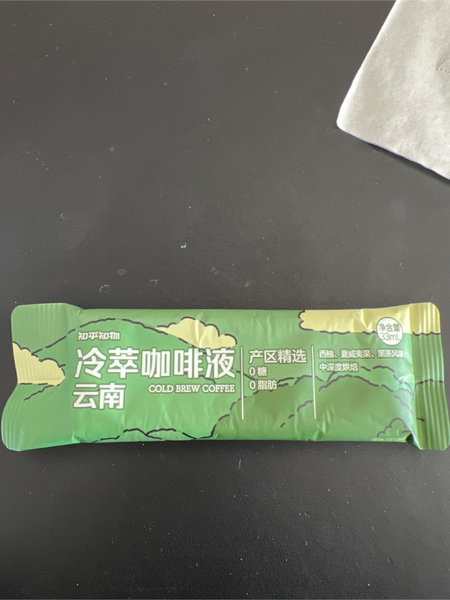 知乎知物
冷萃咖啡液
云南
COLD BREW COFFEE
产区精选
0糖
0脂肪
西柚、夏威夷果、黑茶风味
中深度烘焙
净含量
33mL